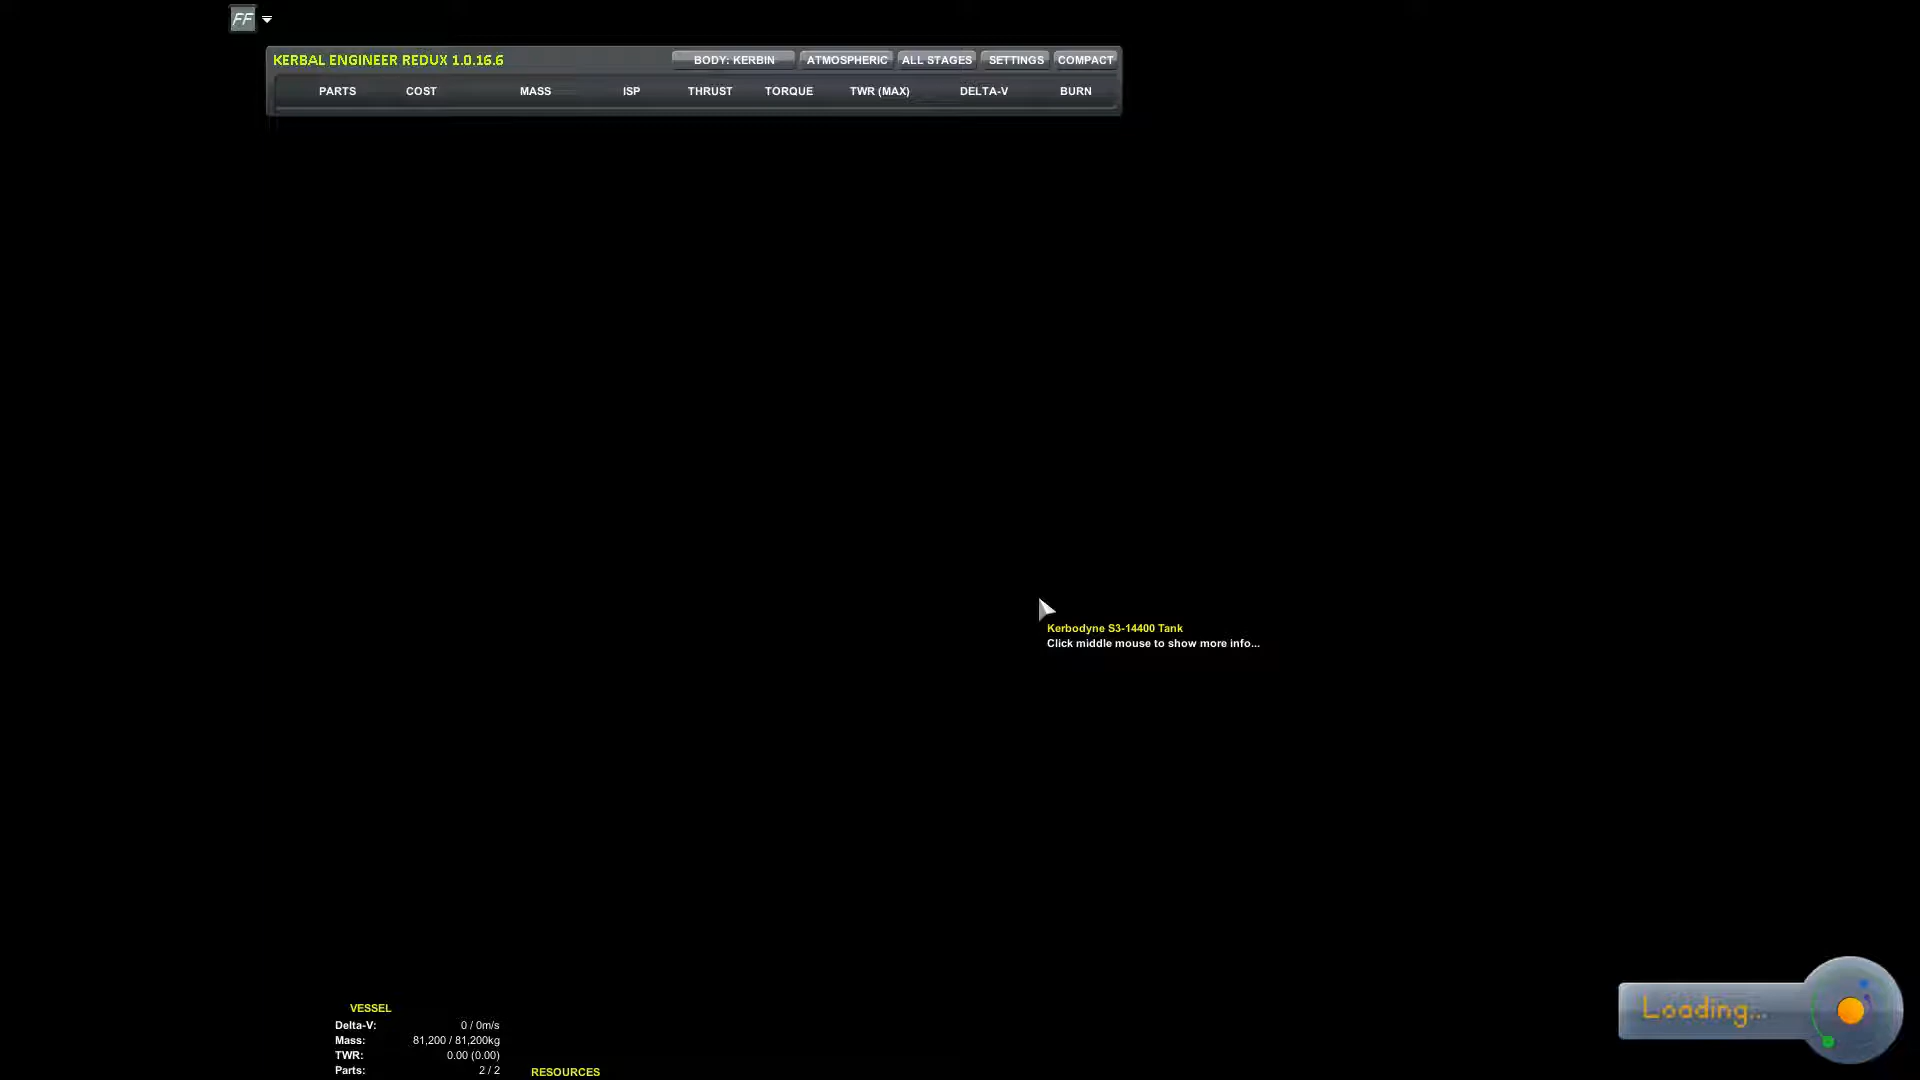 FF
KERBAL ENGINEER REDUX 1.0.16.6
BODY: KERBIN ATMOSPHERIC ALL STAGES SETTINGS COMPACT
PARTS COST MASS ISP THRUST TORQUE TWR (MAX) DELTA-V BURN
Kerbodyne S3-14400 Tank
Click middle mouse to show more info...
Loading...
VESSEL
Delta-V: 0 / 0m/s
Mass: 81,200 / 81,200kg
TWR: 0.00 (0.00)
Parts: 2 / 2
RESOURCES